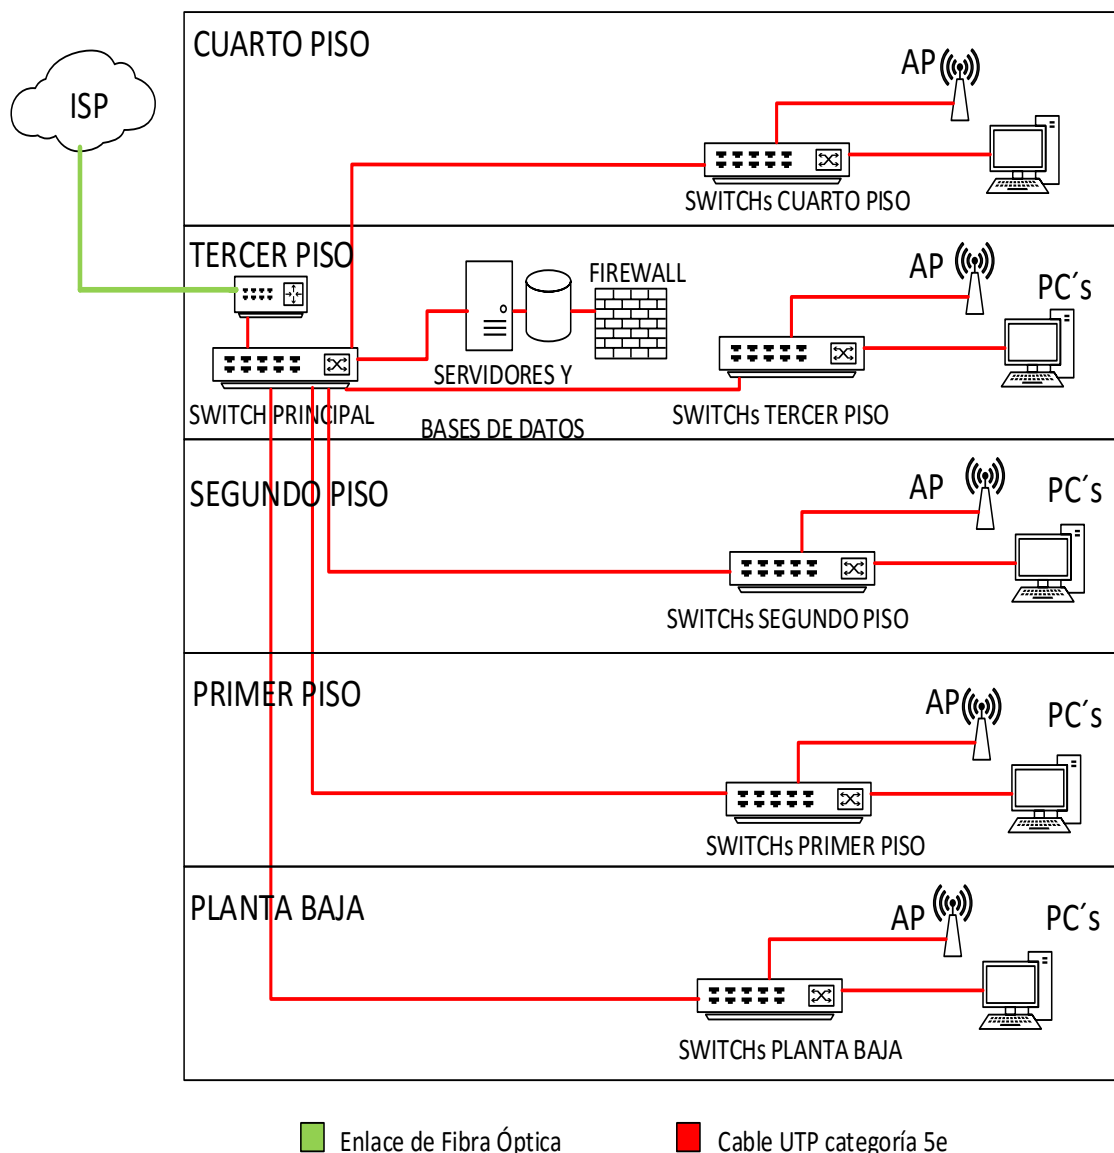 CUARTO PISO
AP
ISP
SWITCHs CUARTO PISO
TERCER PISO
FIREWALL
AP
PC´s
SERVIDORES Y
BASES DE DATOS
SWITCH PRINCIPAL
SWITCHs TERCER PISO
SEGUNDO PISO
AP
PC´s
SWITCHs SEGUNDO PISO
PRIMER PISO
AP
PC´s
SWITCHs PRIMER PISO
PLANTA BAJA
AP
PC´s
SWITCHs PLANTA BAJA
Enlace de Fibra Óptica
Cable UTP categoría 5e